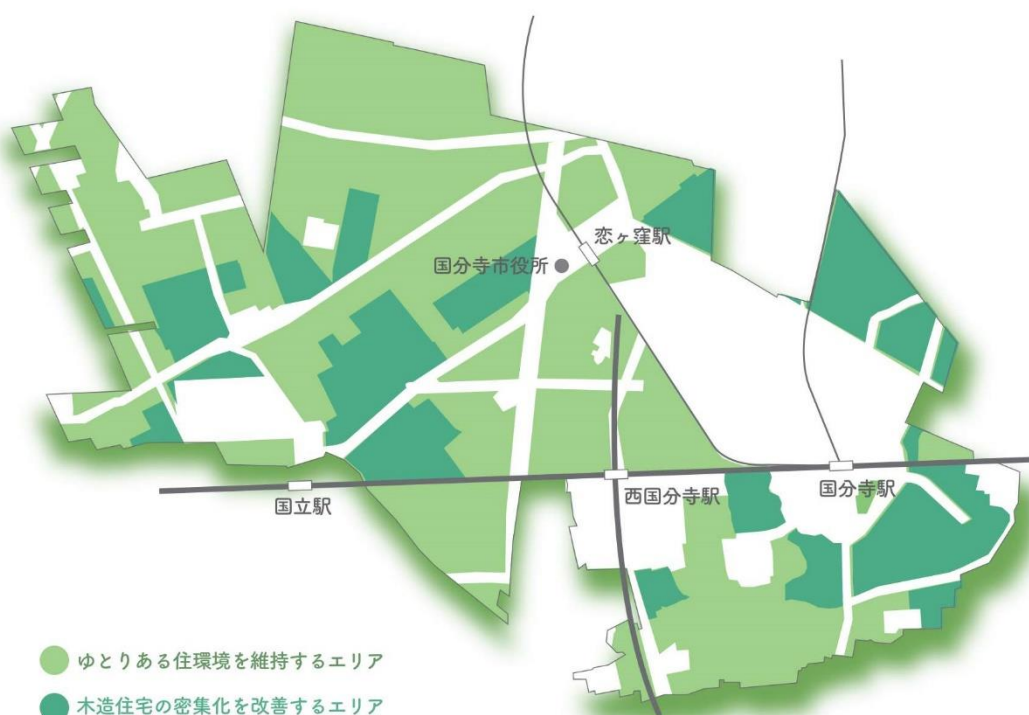 恋ヶ窪駅
国分寺市役所
国立駅
西国分寺駅
国分寺駅
ゆとりある住環境を維持するエリア
木造住宅の密集化を改善するエリア